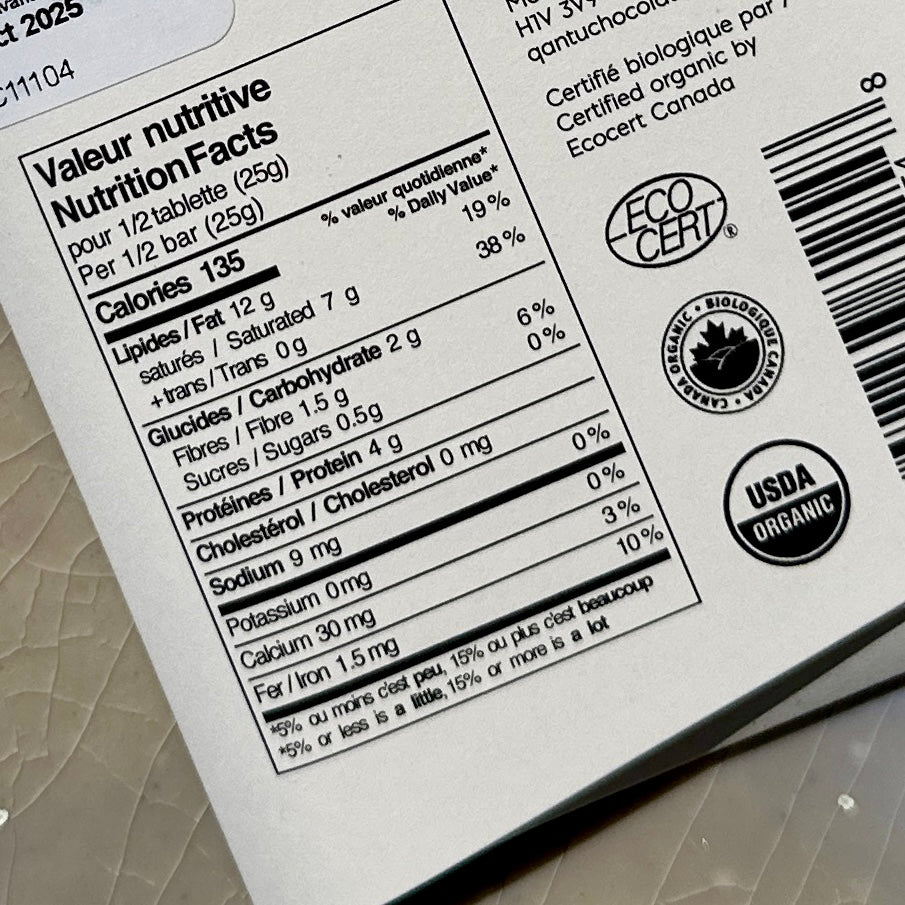 ct 2025
C11104
Valeur nutritive
Nutrition Facts
pour 1/2 tablette (25g)
Per 1/2 bar (25g)
% valeur quotidienne*
% Daily Value*
Calories 135
Lipides / Fat 12 g 19%
saturés / Saturated 7 g 38%
+trans / Trans 0 g
Glucides / Carbohydrate 2 g
Fibres / Fibre 1.5 g 6%
Sucres / Sugars 0.5g 0%
Protéines / Protein 4 g
Cholestérol / Cholesterol 0 mg
Sodium 9 mg 0%
Potassium 0mg 0%
Calcium 30 mg 3%
Fer / Iron 1.5 mg 10%
*5% ou moins c'est peu, 15% ou plus c'est beaucoup
*5% or less is a little, 15% or more is a lot
H1V
qantuchocola
Certifié biologique par /
Certified organic by
Ecocert Canada
ECO
CERT®
CANADA ORGANIC • BIOLOGIQUE CANADA •
USDA
ORGANIC
8